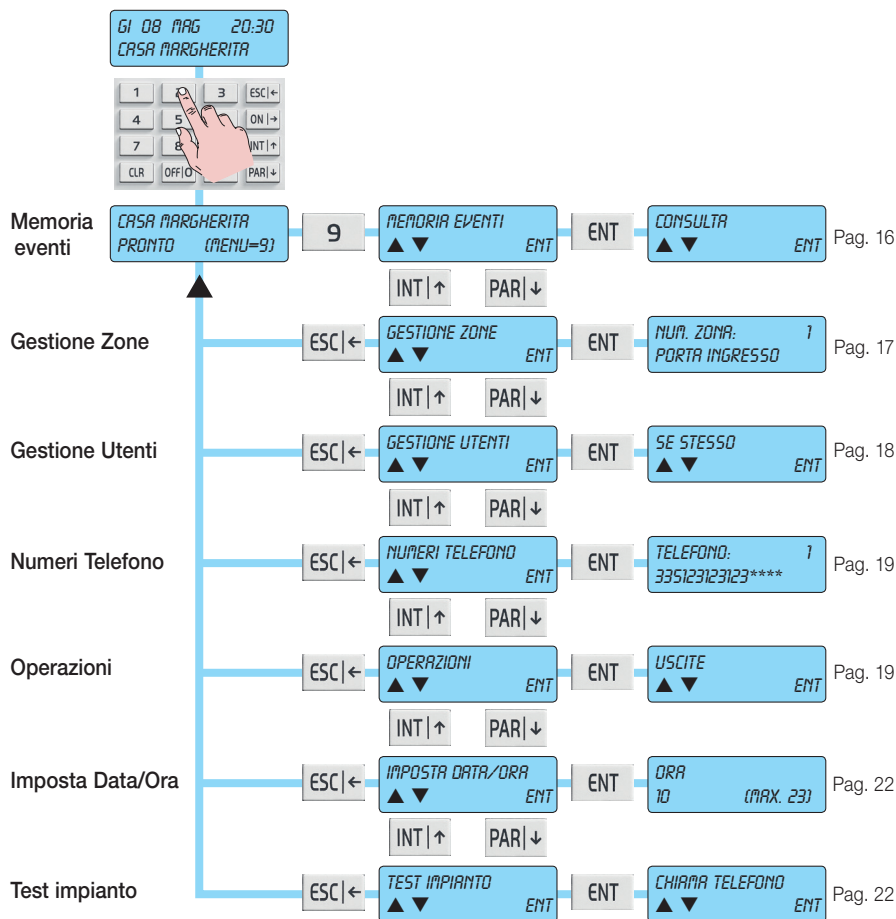 GI 08 MAG 20:30
CASA MARGHERITA
1 2 3 ESC|←
4 5 ON|→
7 8 INT|↑
CLR OFF|O PAR|↓
Memoria eventi
CASA MARGHERITA
PRONTO (MENU=9)
9
MEMORIA EVENTI
▲ ▼ ENT
ENT
CONSULTA
▲ ▼ ENT
Pag. 16
INT|↑ PAR|↓
Gestione Zone
ESC|←
GESTIONE ZONE
▲ ▼ ENT
ENT
NUM. ZONA: 1
PORTA INGRESSO
Pag. 17
INT|↑ PAR|↓
Gestione Utenti
ESC|←
GESTIONE UTENTI
▲ ▼ ENT
ENT
SE STESSO
▲ ▼ ENT
Pag. 18
INT|↑ PAR|↓
Numeri Telefono
ESC|←
NUMERI TELEFONO
▲ ▼ ENT
ENT
TELEFONO: 1
335123123123****
Pag. 19
INT|↑ PAR|↓
Operazioni
ESC|←
OPERAZIONI
▲ ▼ ENT
ENT
USCITE
▲ ▼ ENT
Pag. 19
INT|↑ PAR|↓
Imposta Data/Ora
ESC|←
IMPOSTA DATA/ORA
▲ ▼ ENT
ENT
ORA
10 (MAX. 23)
Pag. 22
INT|↑ PAR|↓
Test impianto
ESC|←
TEST IMPIANTO
▲ ▼ ENT
ENT
CHIAMA TELEFONO
▲ ▼ ENT
Pag. 22